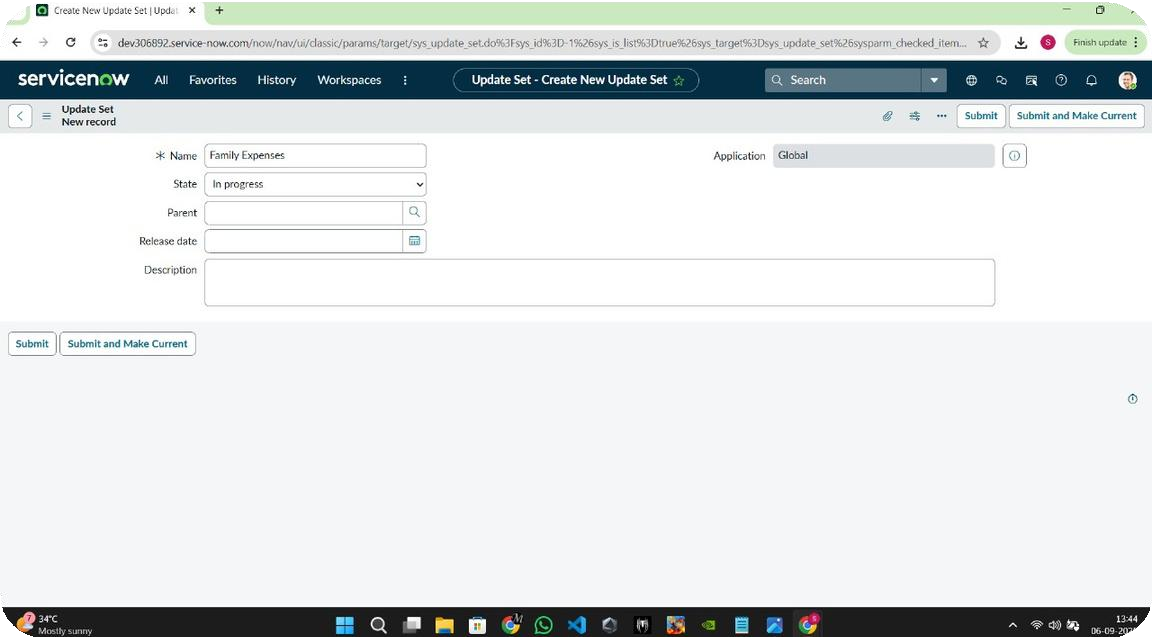 Create New Update Set | Updat
dev306892.service-now.com/now/nav/ui/classic/params/target/sys_update_set.do%3Fsys_id%3D-1%26sys_is_list%3Dtrue%26sys_target%3Dsys_update_set%26sysparm_checked_item...
S
Finish update
servicenow
All
Favorites
History
Workspaces
Update Set - Create New Update Set
Search
Update Set
New record
Submit
Submit and Make Current
Name
Family Expenses
Application
Global
State
In progress
Parent
Release date
Description
Submit
Submit and Make Current
7
34°C
Mostly sunny
13:44